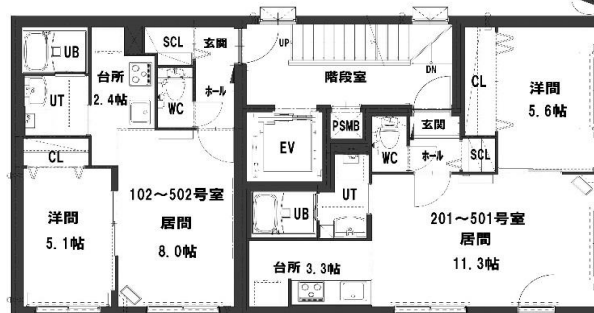 UB
台所
2.4帖
SCL
玄関
UP
階段室
DN
CL
洋間
5.6帖
UT
WC
ホール
CL
洋間
5.1帖
102～502号室
居間
8.0帖
EV
PSMB
玄関
WC
ホール
SCL
UT
UB
台所 3.3帖
201～501号室
居間
11.3帖